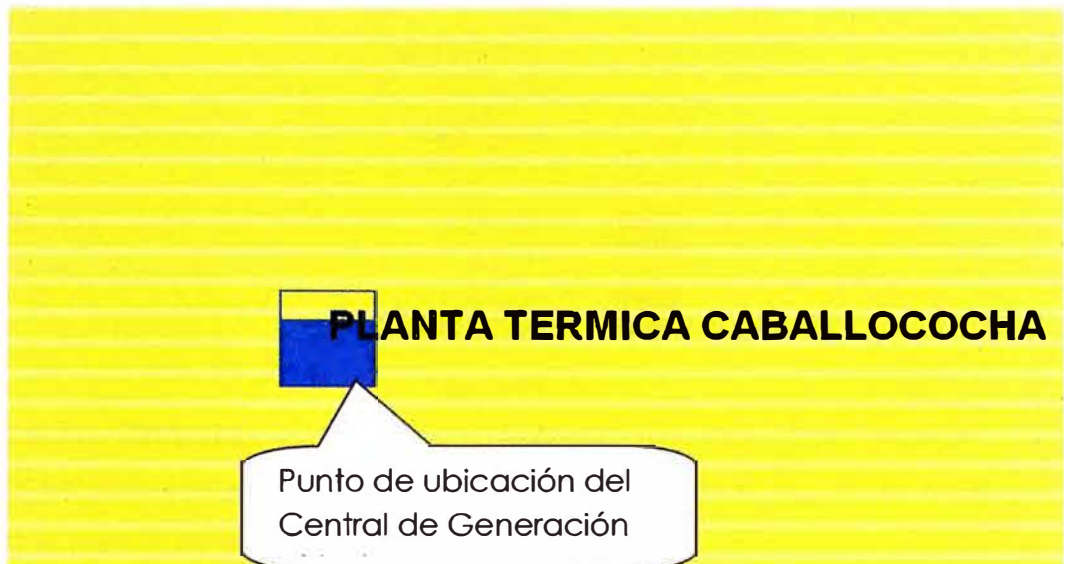 PLANTA TERMICA CABALLOCOCHA
Punto de ubicación del
Central de Generación